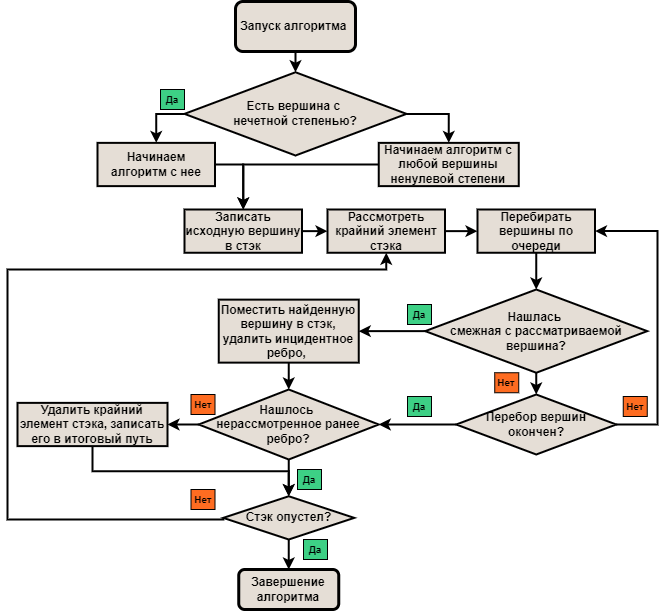 Запуск алгоритма
Да
Есть вершина с
нечетной степенью?
Начинаем
алгоритм с нее
Начинаем алгоритм с
любой вершины
ненулевой степени
Записать
исходную вершину
в стэк
Рассмотреть
крайний элемент
стэка
Перебирать
вершины по
очереди
Поместить найденную
вершину в стэк,
удалить инцидентное
ребро,
Да
Нашлась
смежная с рассматриваемой
вершина?
Нет
Удалить крайний
элемент стэка, записать
его в итоговый путь
Нет
Нашлось
нерассмотренное ранее
ребро?
Да
Перебор вершин
окончен?
Нет
Да
Нет
Стэк опустел?
Да
Завершение
алгоритма